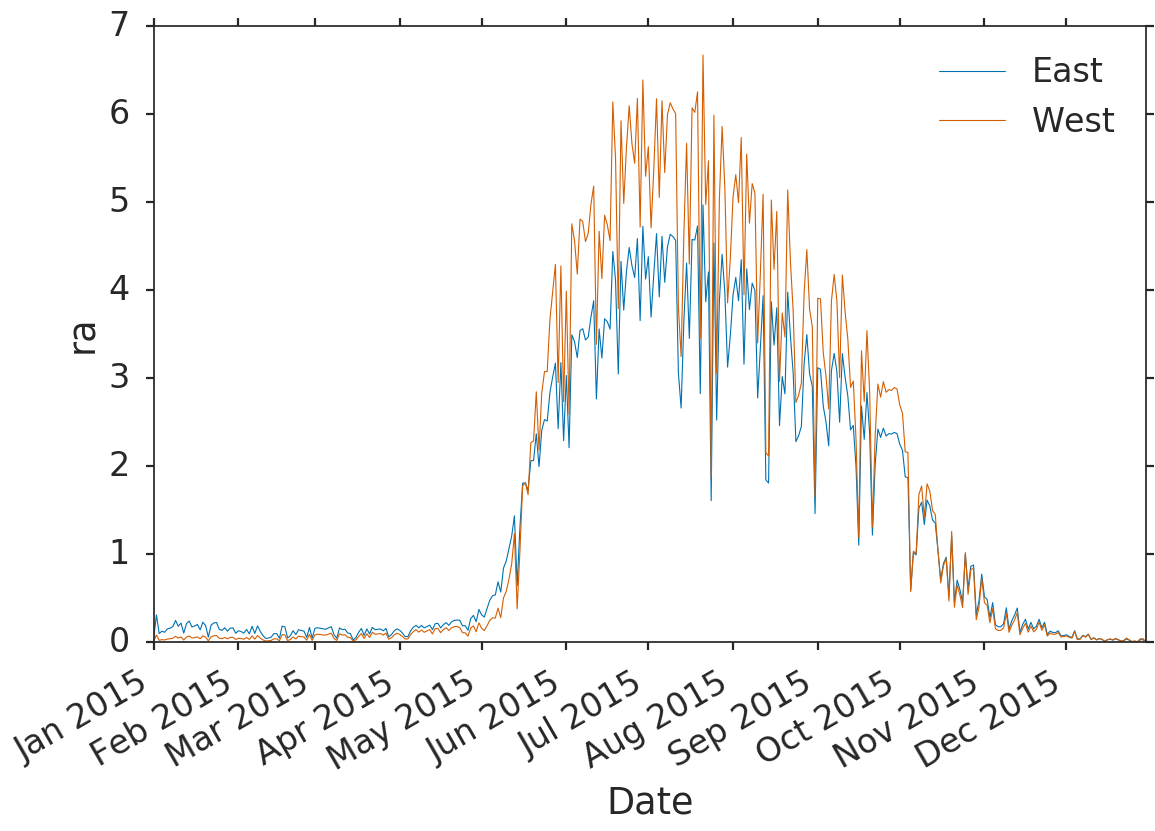 7
6
5
4
3
2
1
0
ra
East
West
Jan 2015
Feb 2015
Mar 2015
Apr 2015
May 2015
Jun 2015
Jul 2015
Aug 2015
Sep 2015
Oct 2015
Nov 2015
Dec 2015
Date